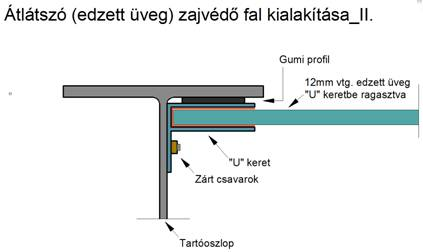 Átlátszó (edzett üveg) zajvédő fal kialakítása_II.
Gumi profil
12mm vtg. edzett üveg
"U" keretbe ragasztva
"U" keret
Zárt csavarok
Tartóoszlop